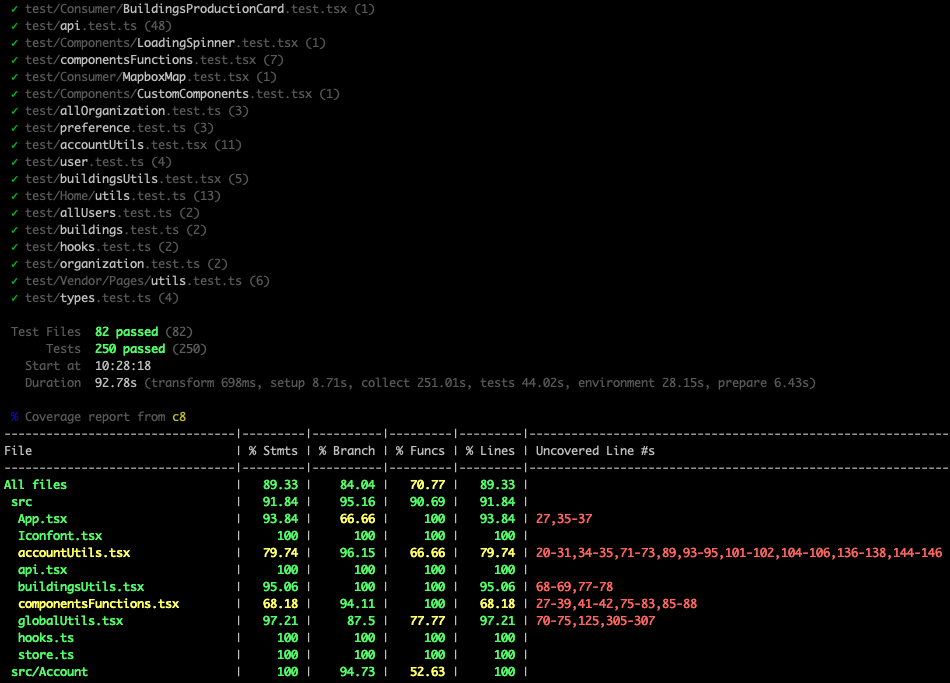 ✓ test/Consumer/BuildingsProductionCard.test.tsx (1)
✓ test/api.test.ts (48)
✓ test/Components/LoadingSpinner.test.tsx (1)
✓ test/componentsFunctions.test.tsx (7)
✓ test/Consumer/MapboxMap.test.tsx (1)
✓ test/Components/CustomComponents.test.tsx (1)
✓ test/allOrganization.test.ts (3)
✓ test/preference.test.ts (3)
✓ test/accountUtils.test.tsx (11)
✓ test/user.test.ts (4)
✓ test/buildingsUtils.test.tsx (5)
✓ test/Home/utils.test.ts (13)
✓ test/allUsers.test.ts (2)
✓ test/buildings.test.ts (2)
✓ test/hooks.test.ts (2)
✓ test/organization.test.ts (2)
✓ test/Vendor/Pages/utils.test.ts (6)
✓ test/types.test.ts (4)
Test Files 82 passed (82)
Tests 250 passed (250)
Start at 10:28:18
Duration 92.78s (transform 698ms, setup 8.71s, collect 251.01s, tests 44.02s, environment 28.15s, prepare 6.43s)
% Coverage report from c8
File | % Stmts | % Branch | % Funcs | % Lines | Uncovered Line #s
All files | 89.33 | 84.04 | 70.77 | 89.33 |
src | 91.84 | 95.16 | 90.69 | 91.84 |
App.tsx | 93.84 | 66.66 | 100 | 93.84 | 27,35-37
Iconfont.tsx | 100 | 100 | 100 | 100 |
accountUtils.tsx | 79.74 | 96.15 | 66.66 | 79.74 | 20-31,34-35,71-73,89,93-95,101-102,104-106,136-138,144-146
api.tsx | 100 | 100 | 100 | 100 |
buildingsUtils.tsx | 95.06 | 100 | 100 | 95.06 | 68-69,77-78
componentsFunctions.tsx | 68.18 | 94.11 | 100 | 68.18 | 27-39,41-42,75-83,85-88
globalUtils.tsx | 97.21 | 87.5 | 77.77 | 97.21 | 70-75,125,305-307
hooks.ts | 100 | 100 | 100 | 100 |
store.ts | 100 | 100 | 100 | 100 |
src/Account | 100 | 94.73 | 52.63 | 100 |